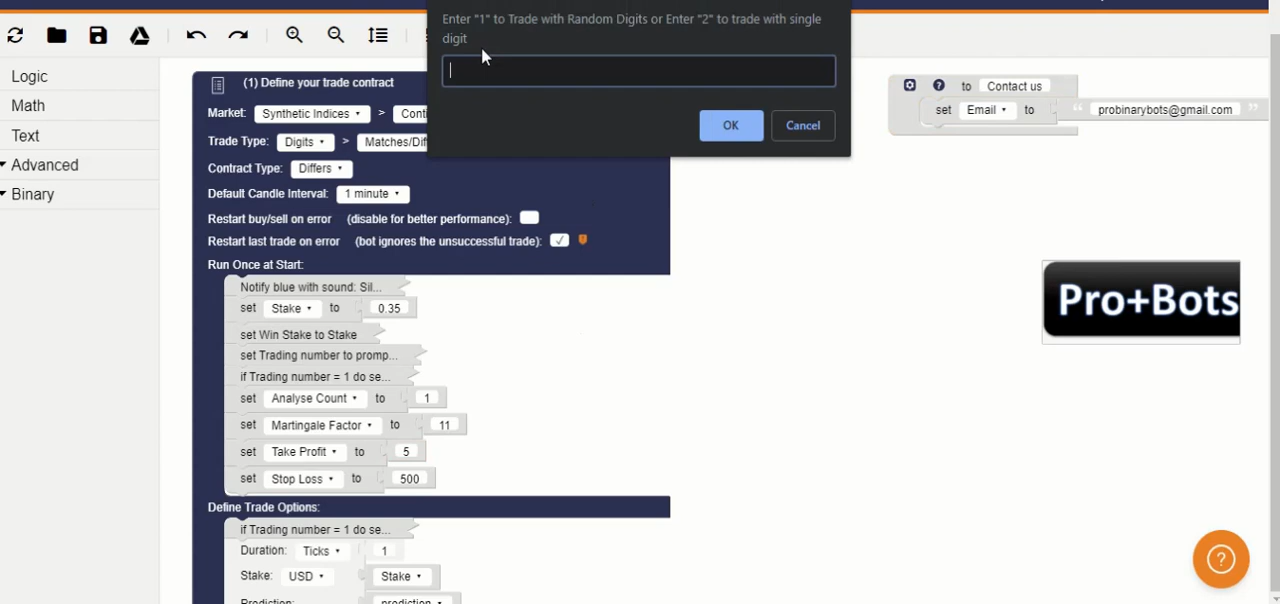 Enter "1" to Trade with Random Digits or Enter "2" to trade with single
digit
OK Cancel
Logic
Math
Text
Advanced
Binary
(1) Define your trade contract
Market: Synthetic Indices > Conti
Trade Type: Digits > Matches/Dif
Contract Type: Differs
Default Candle Interval: 1 minute
Restart buy/sell on error (disable for better performance):
Restart last trade on error (bot ignores the unsuccessful trade): ✓
Run Once at Start:
Notify blue with sound: Sil...
set Stake to 0.35
set Win Stake to Stake
set Trading number to promp...
if Trading number = 1 do se...
set Analyse Count to 1
set Martingale Factor to 11
set Take Profit to 5
set Stop Loss to 500
Define Trade Options:
if Trading number = 1 do se...
Duration: Ticks 1
Stake: USD Stake
Prediction: prediction
? to Contact us
set Email to “ probinarybots@gmail.com ”
Pro+Bots
?